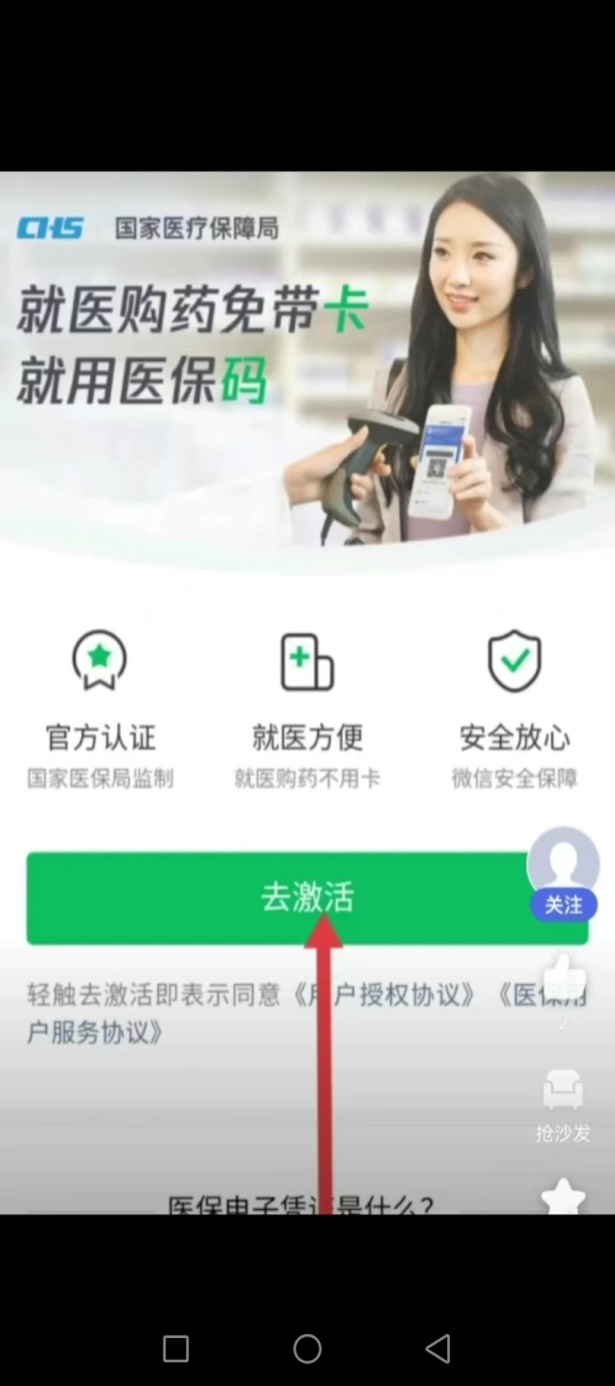 CHS 国家医疗保障局
就医购药免带卡
就用医保码
官方认证 就医方便 安全放心
国家医保局监制 就医购药不用卡 微信安全保障
去激活
关注
轻触去激活即表示同意《用户授权协议》《医保用
户服务协议》
2
抢沙发
医保电子凭证是什么?